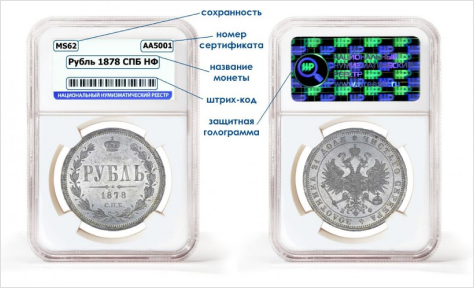 сохранность
номер
сертификата
название
монеты
штрих-код
защитная
голограмма
MS62
AA5001
Рубль 1878 СПБ НФ
НАЦИОНАЛЬНЫЙ НУМИЗМАТИЧЕСКИЙ РЕЕСТР
РУБЛЬ
1878
С.П.Б.
НР